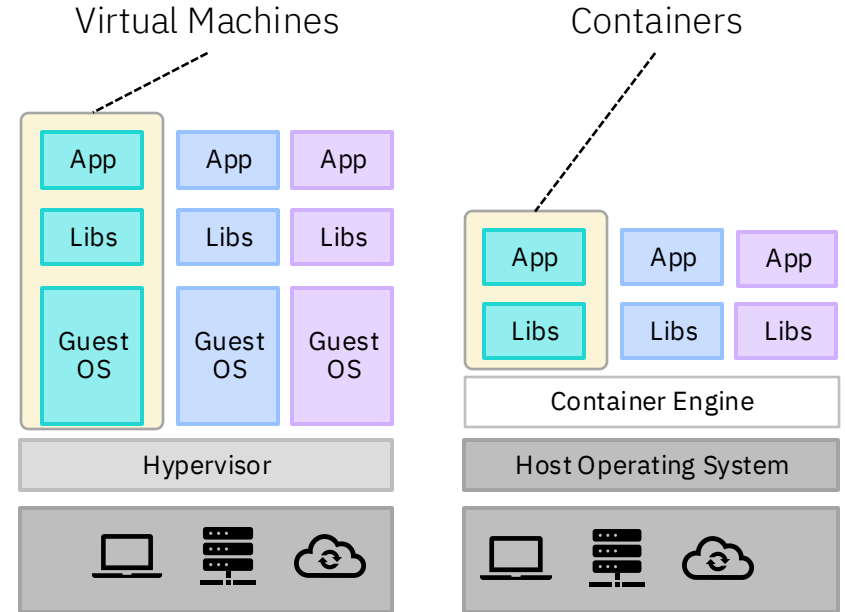 Virtual Machines
App
App
App
Libs
Libs
Libs
Guest
OS
Guest
OS
Guest
OS
Hypervisor
Containers
App
App
App
Libs
Libs
Libs
Container Engine
Host Operating System